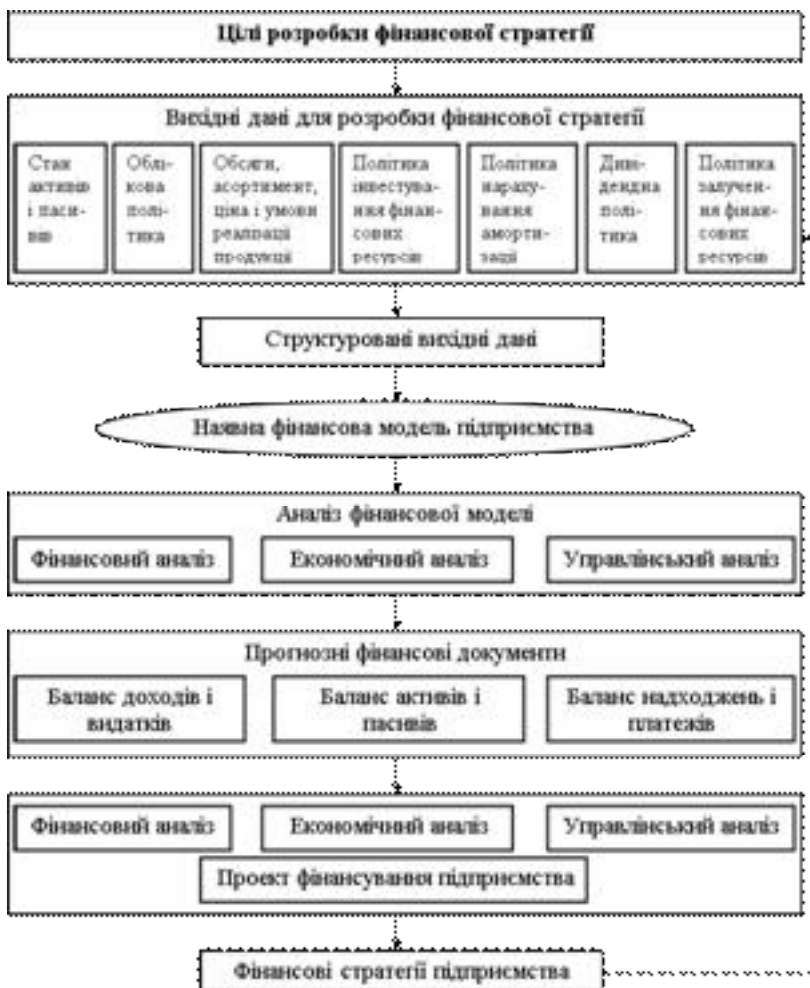 Цілі розробки фінансової стратегії
Вихідні дані для розробки фінансової стратегії
Стан
активів
і паси-
вів
Облі-
кова
полі-
тика
Обсяги,
асортимент,
ціна і умови
реалізації
продукції
Політика
інвестува-
ння фінан-
сових
ресурсів
Політика
нараху-
вання
аморти-
зації
Диві-
дендна
полі-
тика
Політика
залучен-
ня фінан-
сових
ресурсів
Структуровані вихідні дані
Наявна фінансова модель підприємства
Аналіз фінансової моделі
Фінансовий аналіз
Економічний аналіз
Управлінський аналіз
Прогнозні фінансові документи
Баланс доходів і
видатків
Баланс активів і
пасивів
Баланс надходжень і
платежів
Фінансовий аналіз
Економічний аналіз
Управлінський аналіз
Проект фінансування підприємства
Фінансові стратегії підприємства